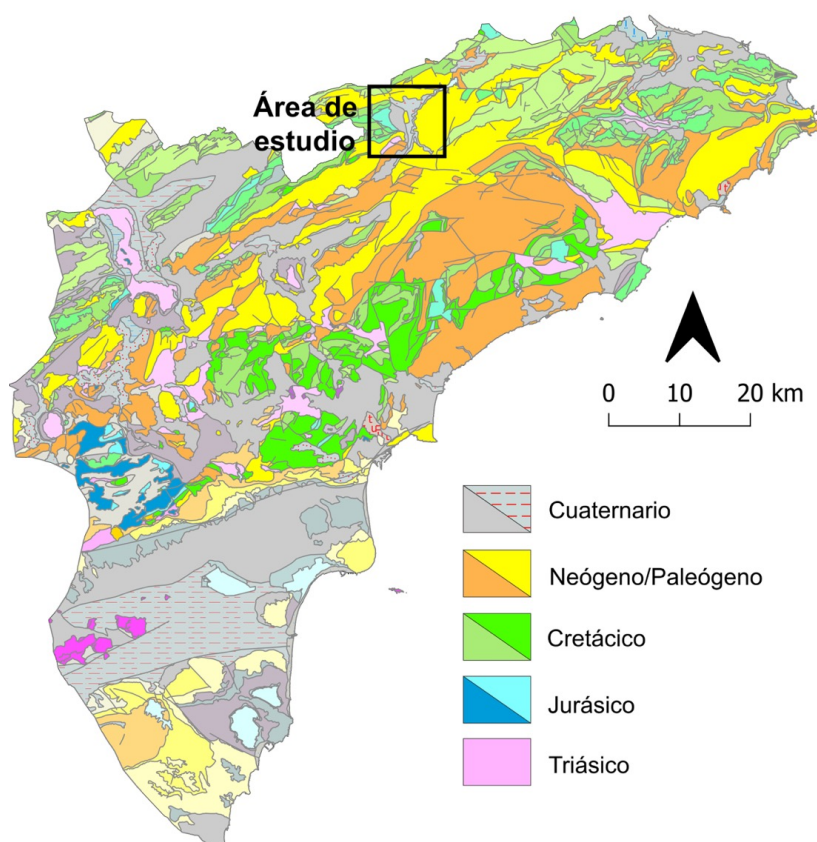 Área de
estudio
0 10 20 km
Cuaternario
Neógeno/Paleógeno
Cretácico
Jurásico
Triásico